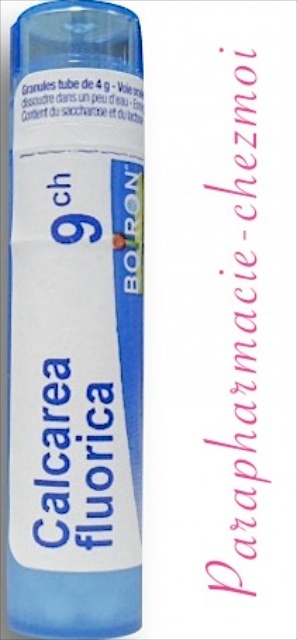 Granules tube de 4 g - Voie
dissoudre dans un peu d'eau -
Contient du saccharose et du
9 ch
BOIRON
Calcarea
fluorica
Parapharmacie-chezmoi